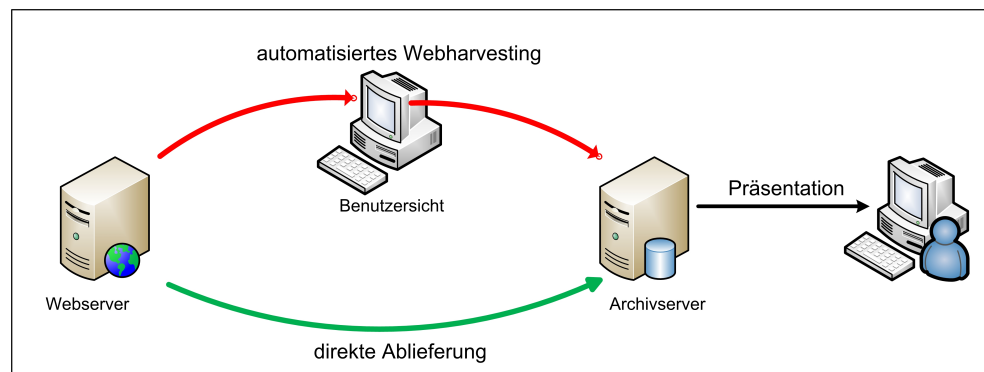 automatisiertes Webharvesting
Benutzersicht
Präsentation
Webserver
Archivserver
direkte Ablieferung